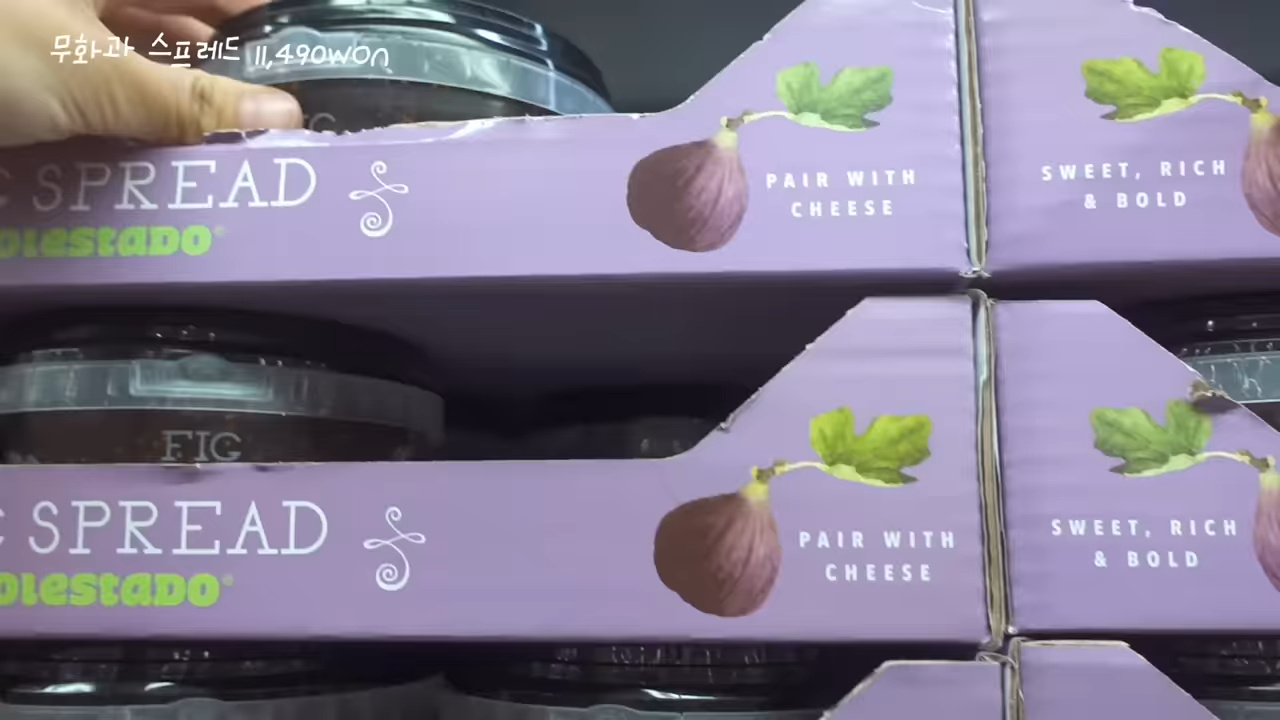 무화과 스프레드 11,490won
SPREAD
PAIR WITH
CHEESE
SWEET, RICH
& BOLD
FIG
SPREAD
PAIR WITH
CHEESE
SWEET, RICH
& BOLD